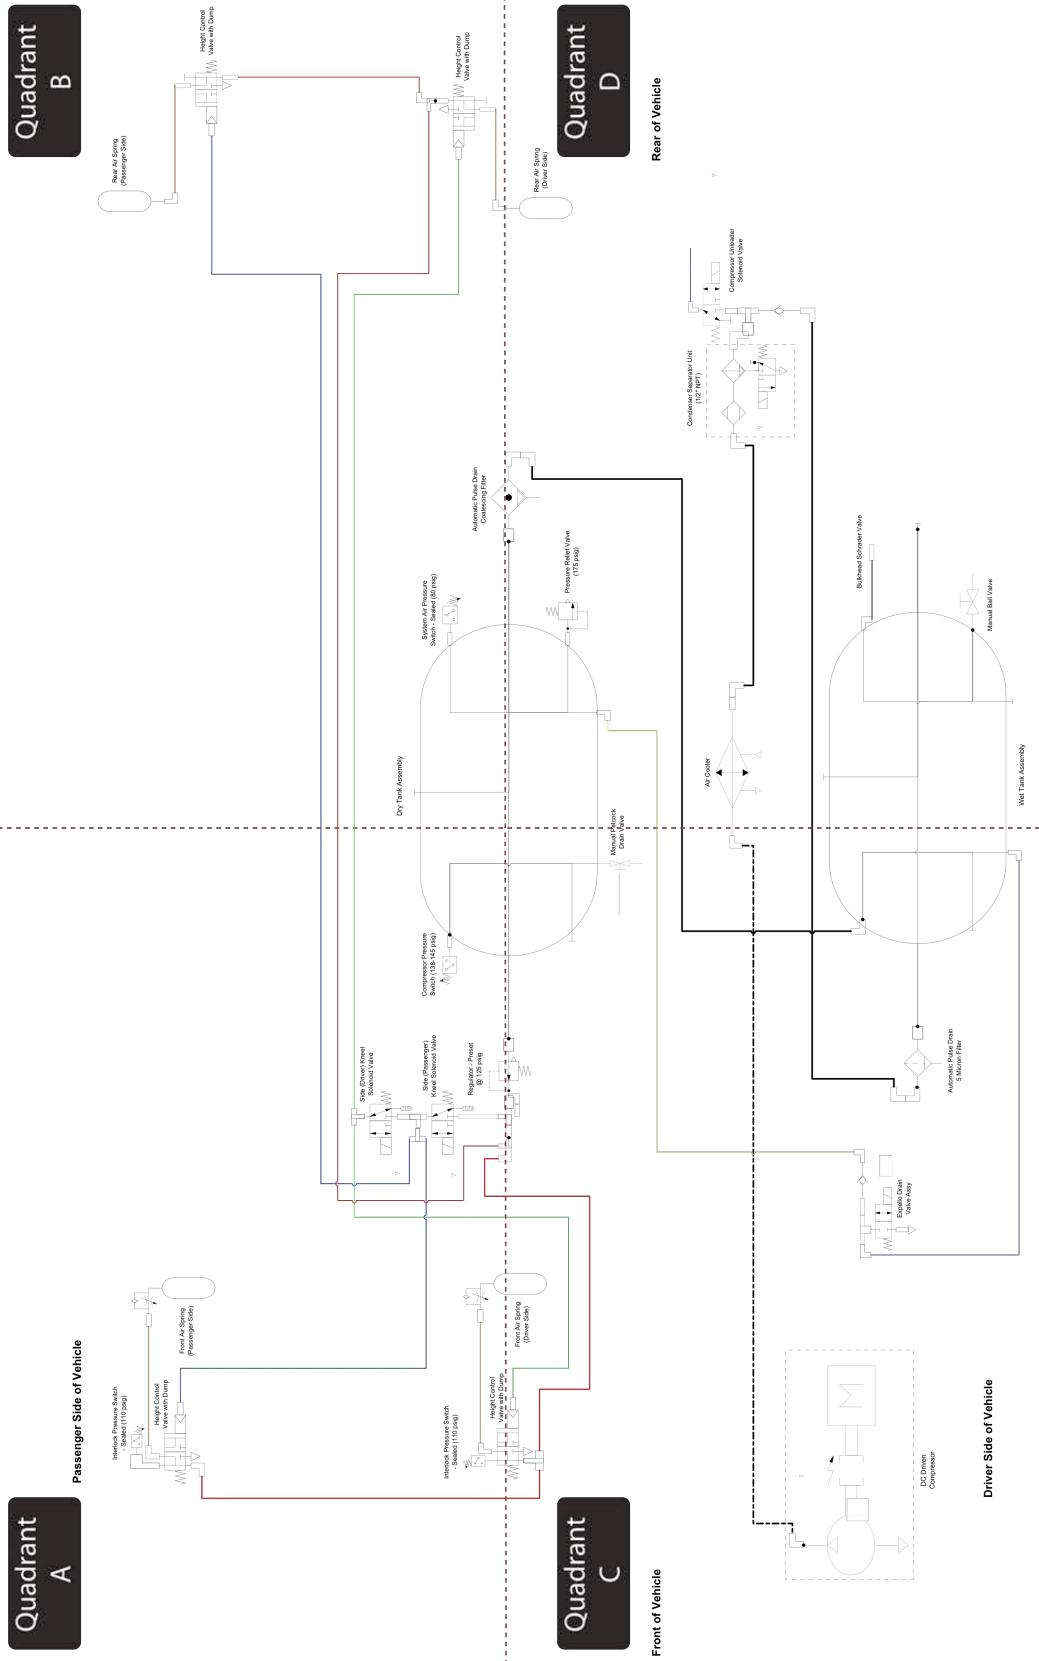 Quadrant
B
Height Control
Valve with Dump
Rear Air Spring
(Passenger Side)
Height Control
Valve with Dump
Rear Air Spring
(Driver Side)
Quadrant
D
Rear of Vehicle
Compressor Unloader
Solenoid Valve
Condenser Separator Unit
(1/2" NPT)
Automatic Pulse Drain
Coalescing Filter
System Air Pressure
Switch - Sealed (80 psig)
Pressure Relief Valve
(175 psig)
Bulkhead Schrader Valve
Manual Ball Valve
Dry Tank Assembly
Air Cooler
Wet Tank Assembly
Manual Petcock
Drain Valve
Compressor Pressure
Switch (138-145 psig)
Side (Driver) Kneel
Solenoid Valve
Side (Passenger)
Kneel Solenoid Valve
Regulator - Preset
@ 125 psig
Automatic Pulse Drain
5 Micron Filter
Expello Drain
Valve Assy
Front Air Spring
(Passenger Side)
Front Air Spring
(Driver Side)
Passenger Side of Vehicle
Interlock Pressure Switch
- Sealed (110 psig)
Height Control
Valve with Dump
Interlock Pressure Switch
- Sealed (110 psig)
Height Control
Valve with Dump
DC Driven
Compressor
Driver Side of Vehicle
Quadrant
A
Quadrant
C
Front of Vehicle